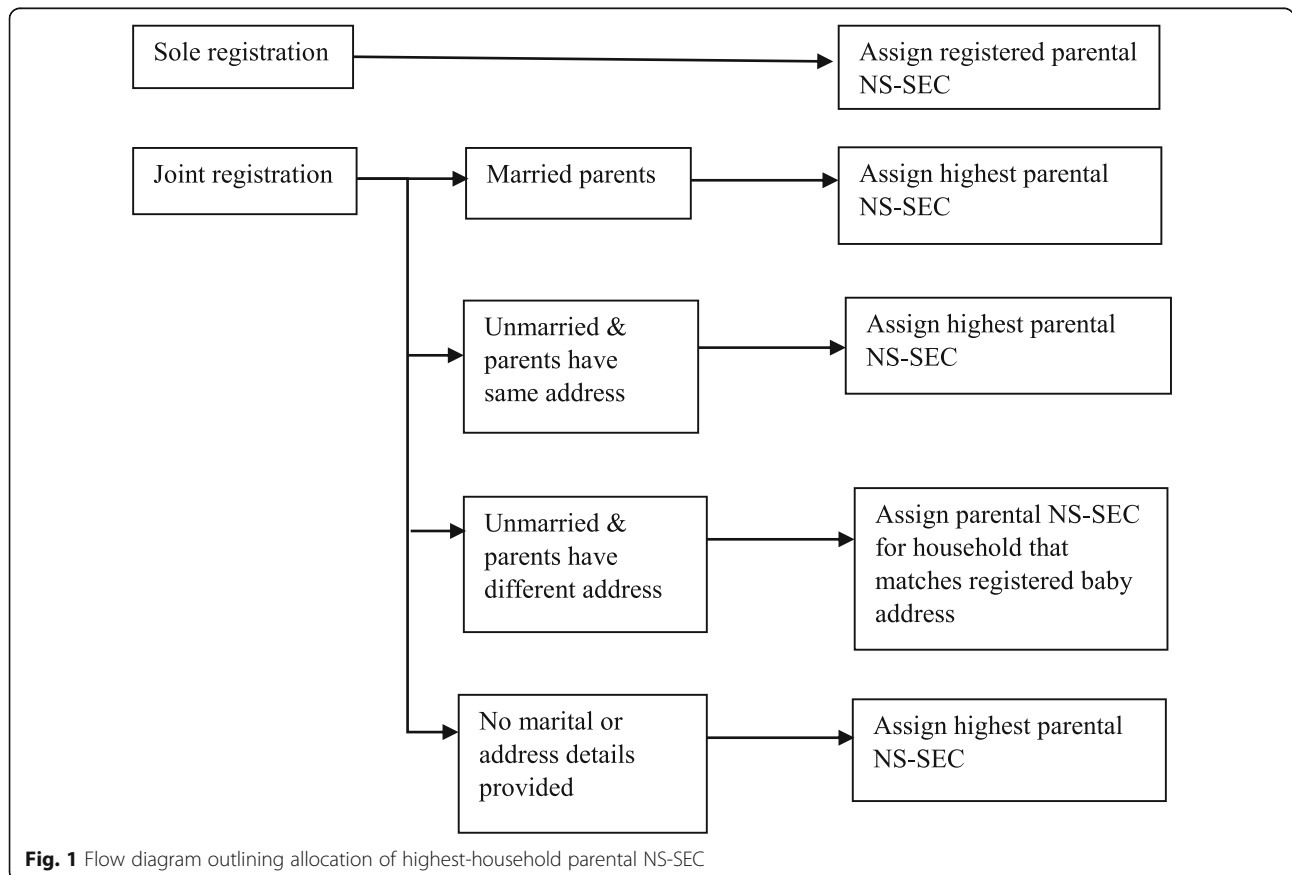 Sole registration
Assign registered parental
NS-SEC
Joint registration
Married parents
Assign highest parental
NS-SEC
Unmarried &
parents have
same address
Assign highest parental
NS-SEC
Unmarried &
parents have
different address
Assign parental NS-SEC
for household that
matches registered baby
address
No marital or
address details
provided
Assign highest parental
NS-SEC
Fig. 1 Flow diagram outlining allocation of highest-household parental NS-SEC